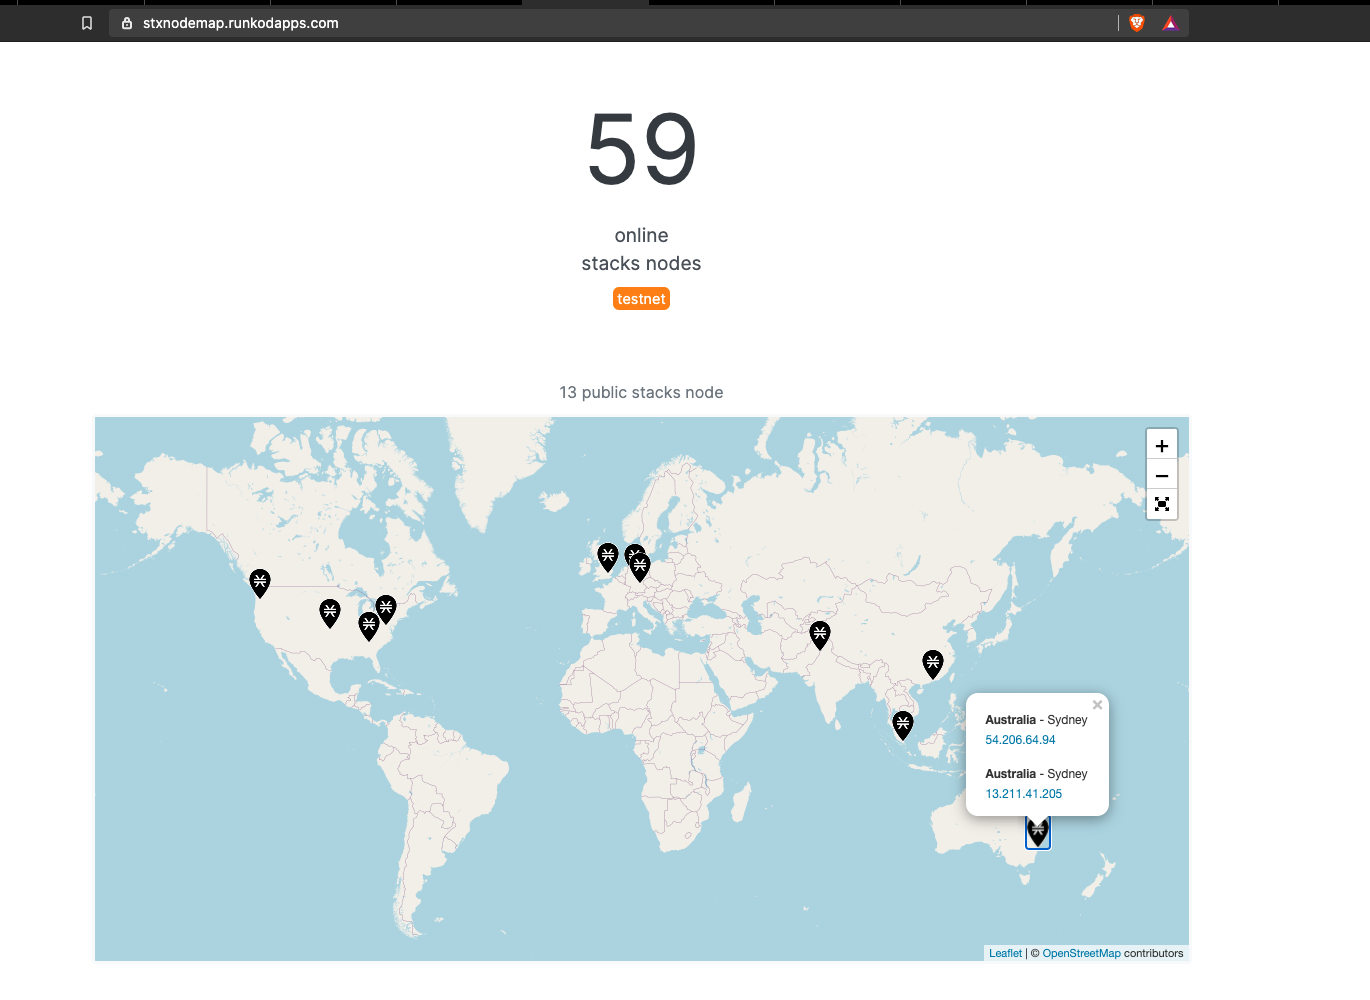 stxnodemap.runkodapps.com
59
online
stacks nodes
testnet
13 public stacks node
+
−
×
Australia - Sydney
54.206.64.94
Australia - Sydney
13.211.41.205
Leaflet | © OpenStreetMap contributors